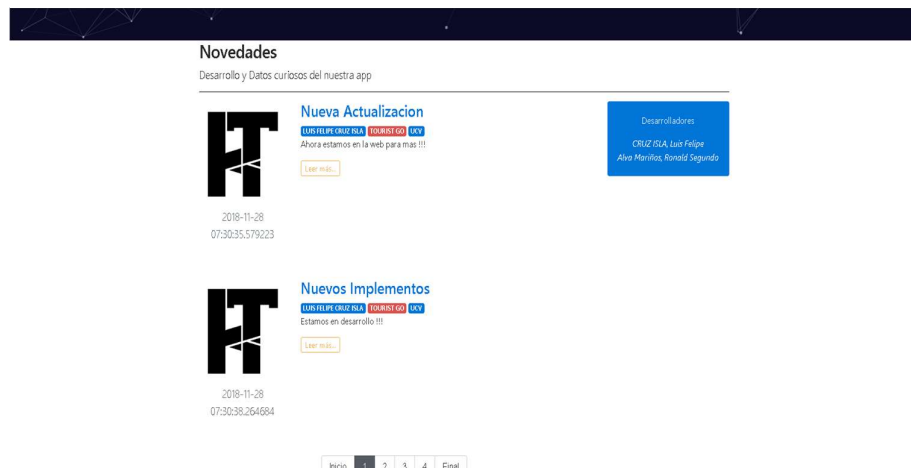 Novedades
Desarrollo y Datos curiosos del nuestra app
Nueva Actualizacion
LUIS FELIPE CRUZ ISLA TOURIST GO UCV
Ahora estamos en la web para mas !!!
Leer más...
2018-11-28
07:30:35.579223
Desarrolladores
CRUZ ISLA, Luis Felipe
Alva Mariños, Ronald Segundo
Nuevos Implementos
LUIS FELIPE CRUZ ISLA TOURIST GO UCV
Estamos en desarrollo !!!
Leer más...
2018-11-28
07:30:38.264684
Inicio 1 2 3 4 Final